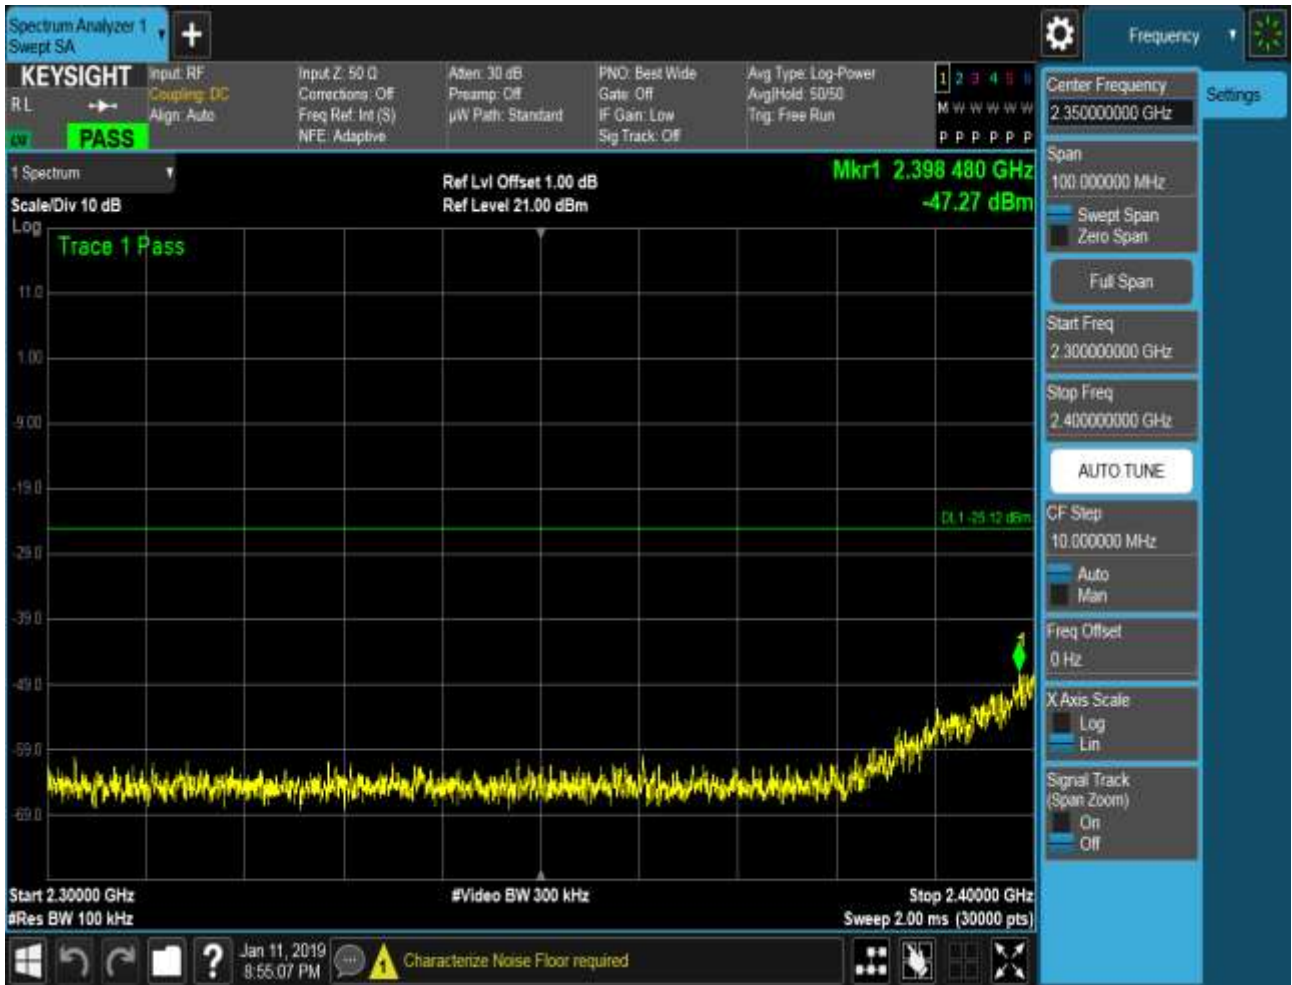 Spectrum Analyzer 1
Swept SA
+
Frequency
KEYSIGHT
R L
PASS
Input: RF
Coupling: DC
Align: Auto
Input Z: 50 Ω
Corrections: Off
Freq Ref: Int (S)
NFE: Adaptive
Atten: 30 dB
Preamp: Off
µW Path: Standard
PNO: Best Wide
Gate: Off
IF Gain: Low
Sig Track: Off
Avg Type: Log-Power
Avg|Hold: 50/50
Trig: Free Run
1 2 3 4 5 6
M W W W W W
P P P P P P
1 Spectrum
Scale/Div 10 dB
Log
Ref Lvl Offset 1.00 dB
Ref Level 21.00 dBm
Mkr1 2.398 480 GHz
-47.27 dBm
Trace 1 Pass
11.0
1.00
-9.00
-19.0
-29.0
-39.0
-49.0
-59.0
-69.0
DL1 -25.12 dBm
1
Start 2.30000 GHz
#Res BW 100 kHz
#Video BW 300 kHz
Stop 2.40000 GHz
Sweep 2.00 ms (30000 pts)
Center Frequency
2.350000000 GHz
Settings
Span
100.000000 MHz
Swept Span
Zero Span
Full Span
Start Freq
2.300000000 GHz
Stop Freq
2.400000000 GHz
AUTO TUNE
CF Step
10.000000 MHz
Auto
Man
Freq Offset
0 Hz
X Axis Scale
Log
Lin
Signal Track
(Span Zoom)
On
Off
?
Jan 11, 2019
8:55:07 PM
1
Characterize Noise Floor required